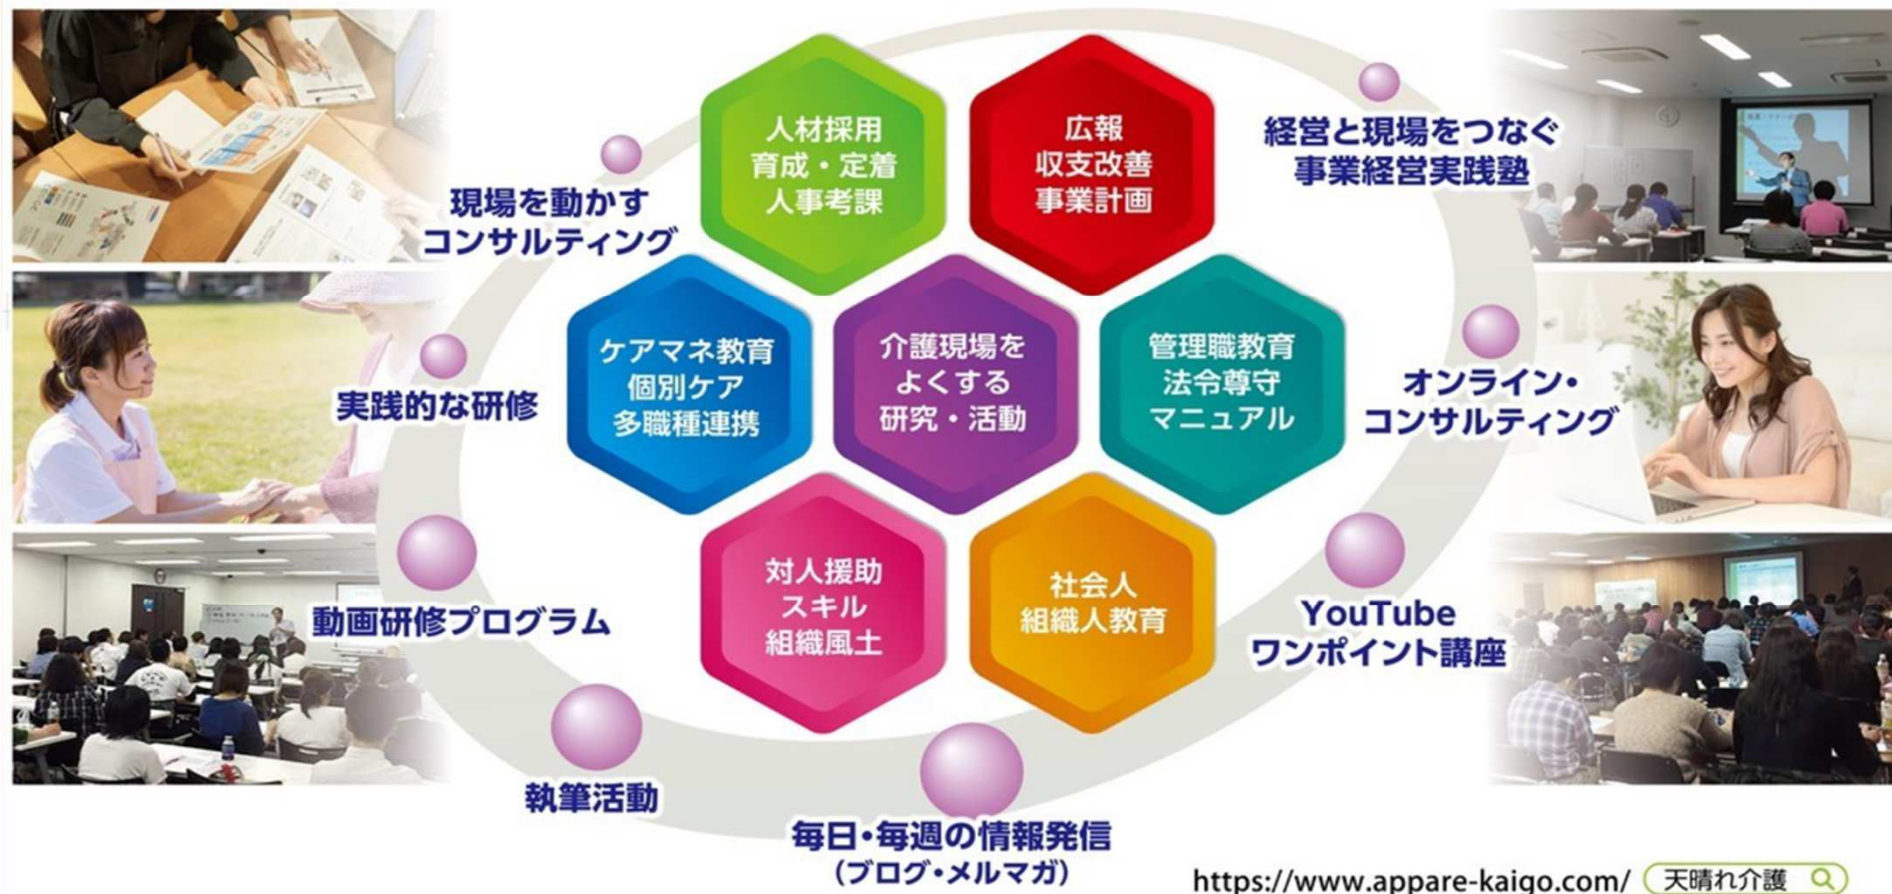 人材採用
育成・定着
人事考課
広報
収支改善
事業計画
経営と現場をつなぐ
事業経営実践塾
現場を動かす
コンサルティング
ケアマネ教育
個別ケア
多職種連携
介護現場を
よくする
研究・活動
管理職教育
法令尊守
マニュアル
実践的な研修
オンライン・
コンサルティング
対人援助
スキル
組織風土
社会人
組織人教育
動画研修プログラム
YouTube
ワンポイント講座
執筆活動
毎日・毎週の情報発信
(ブログ・メルマガ)
https://www.appare-kaigo.com/ 天晴れ介護